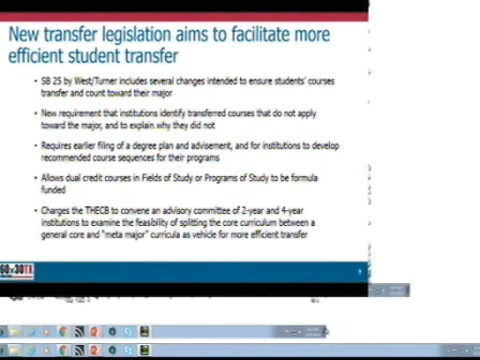 New transfer legislation aims to facilitate more
efficient student transfer
• SB 25 by West/Turner includes several changes intended to ensure students' courses
transfer and count toward their major
• New requirement that institutions identify transferred courses that do not apply
toward the major, and to explain why they did not
• Requires earlier filing of a degree plan and advisement, and for institutions to develop
recommended course sequences for their programs
• Allows dual credit courses in Fields of Study or Programs of Study to be formula
funded
• Charges the THECB to convene an advisory committee of 2-year and 4-year
institutions to examine the feasibility of splitting the core curriculum between a
general core and "meta major" curricula as vehicle for more efficient transfer
60x30TX